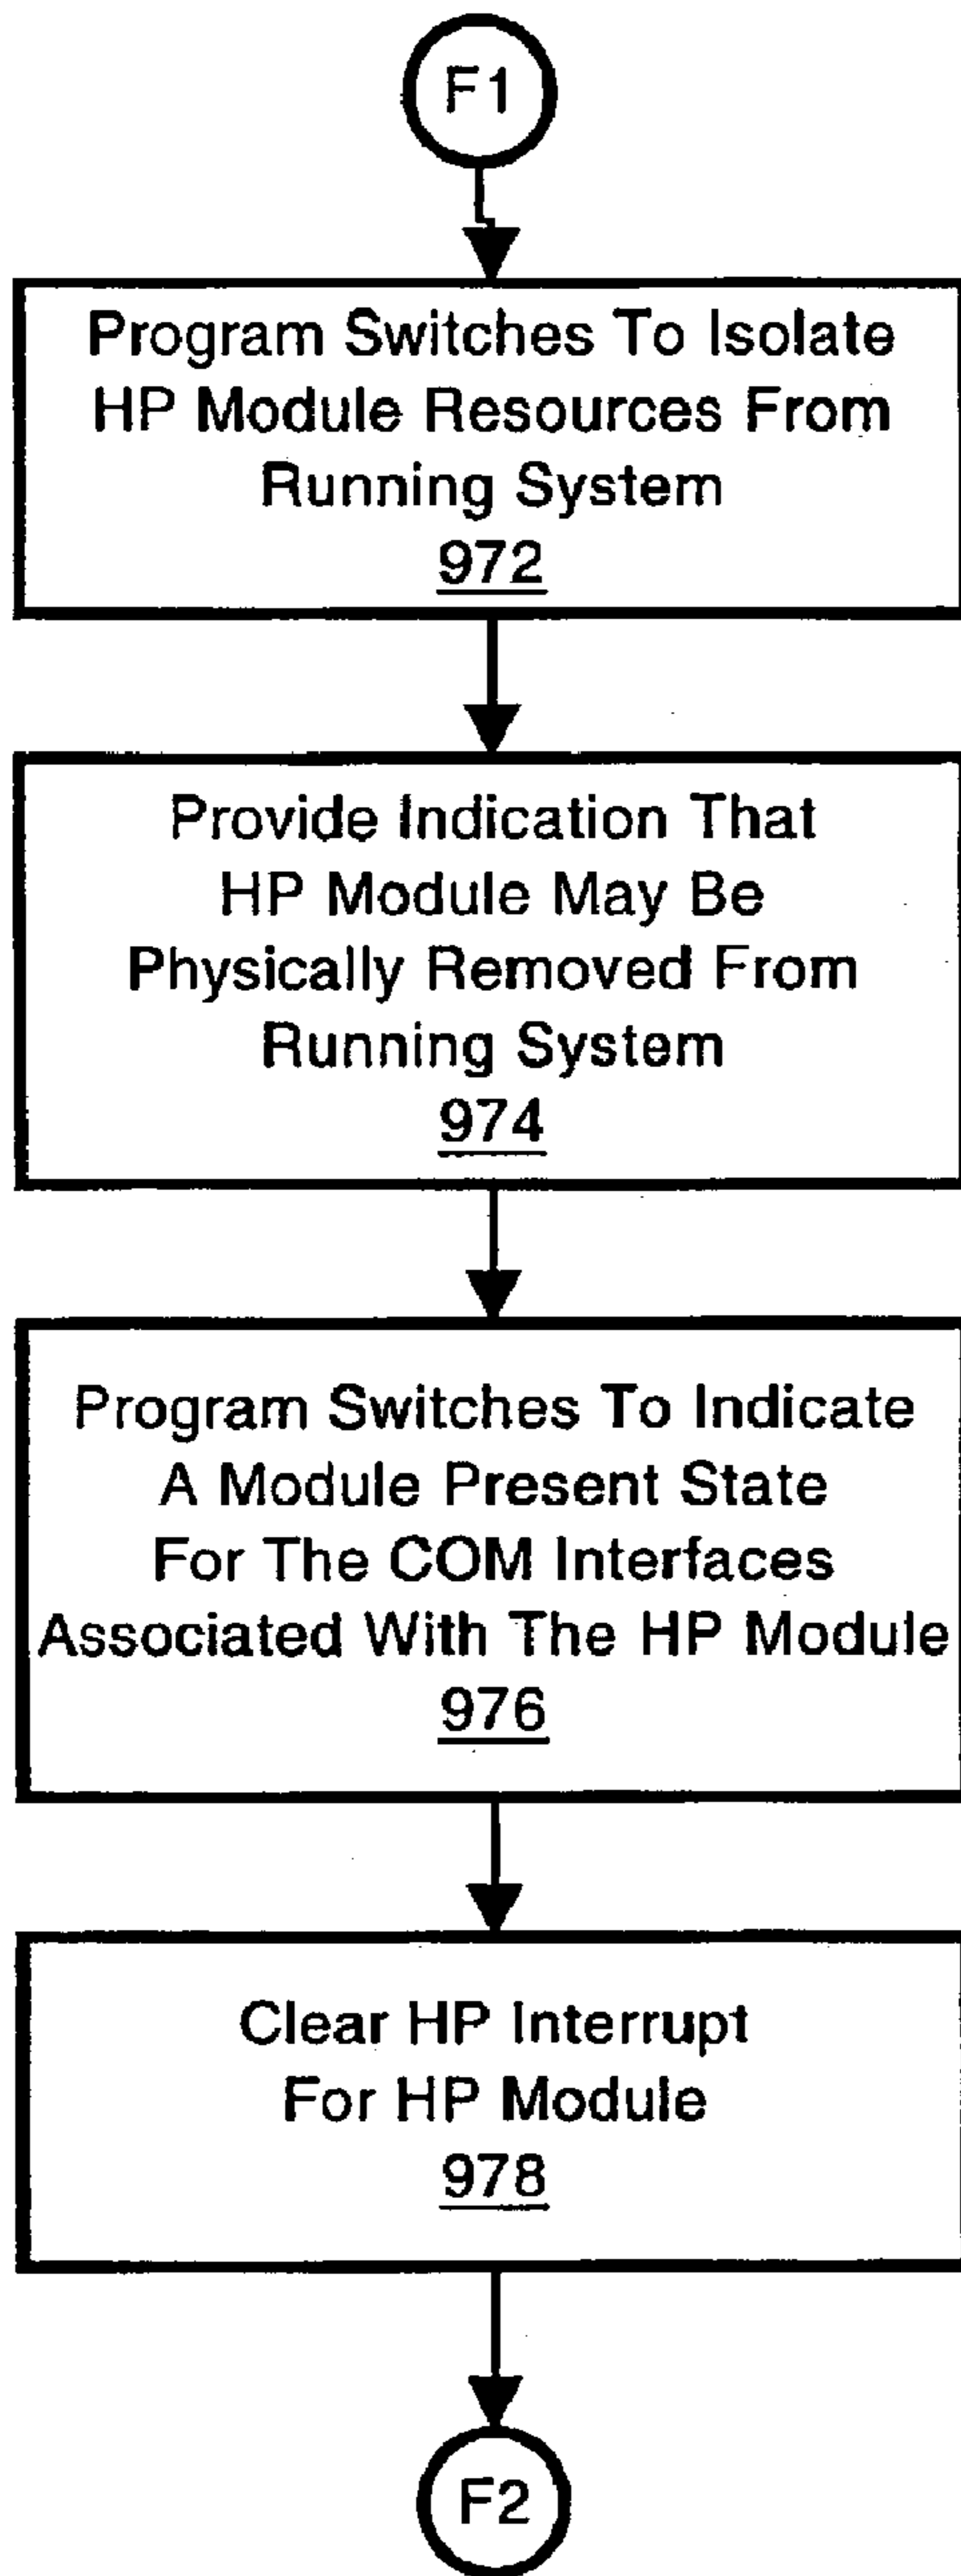 F1
Program Switches To Isolate
HP Module Resources From
Running System
972
Provide Indication That
HP Module May Be
Physically Removed From
Running System
974
Program Switches To Indicate
A Module Present State
For The COM Interfaces
Associated With The HP Module
976
Clear HP Interrupt
For HP Module
978
F2